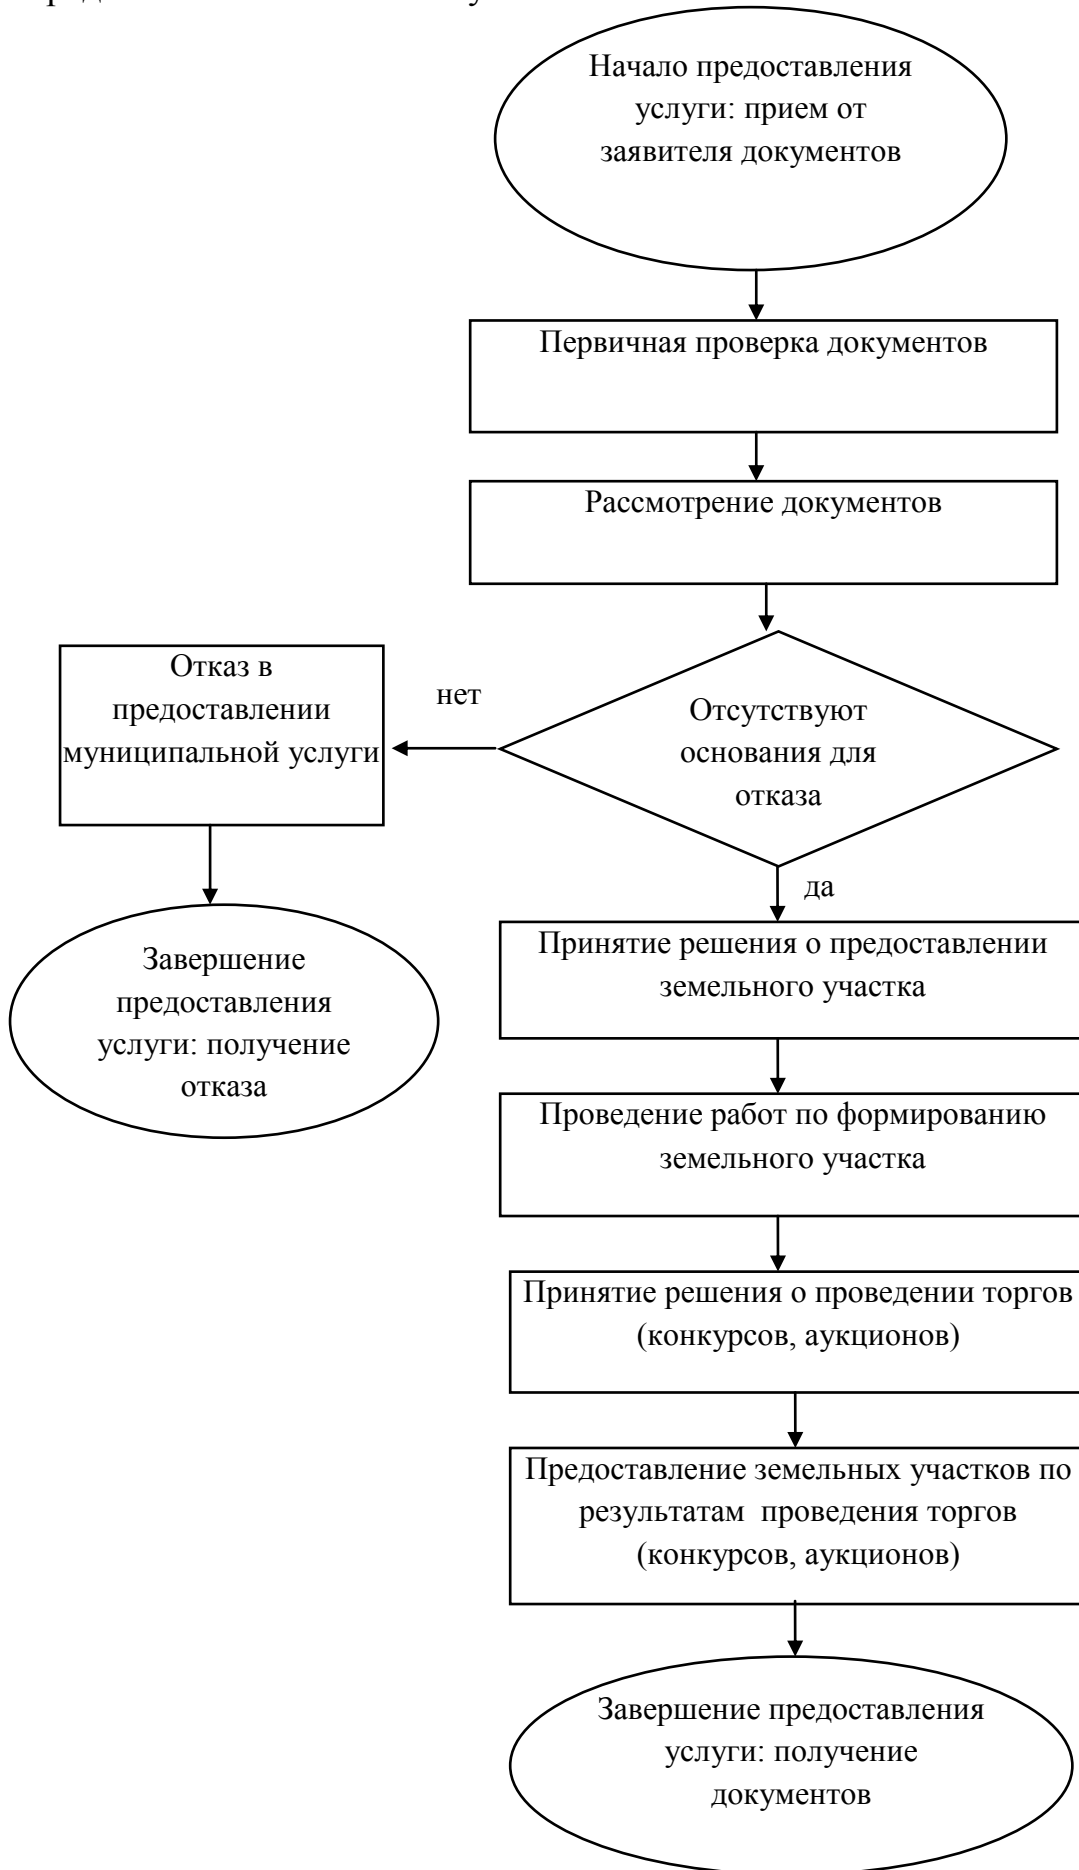 Начало предоставления
услуги: прием от
заявителя документов
Первичная проверка документов
Рассмотрение документов
Отсутствуют
основания для
отказа
нет
Отказ в
предоставлении
муниципальной услуги
Завершение
предоставления
услуги: получение
отказа
да
Принятие решения о предоставлении
земельного участка
Проведение работ по формированию
земельного участка
Принятие решения о проведении торгов
(конкурсов, аукционов)
Предоставление земельных участков по
результатам проведения торгов
(конкурсов, аукционов)
Завершение предоставления
услуги: получение
документов